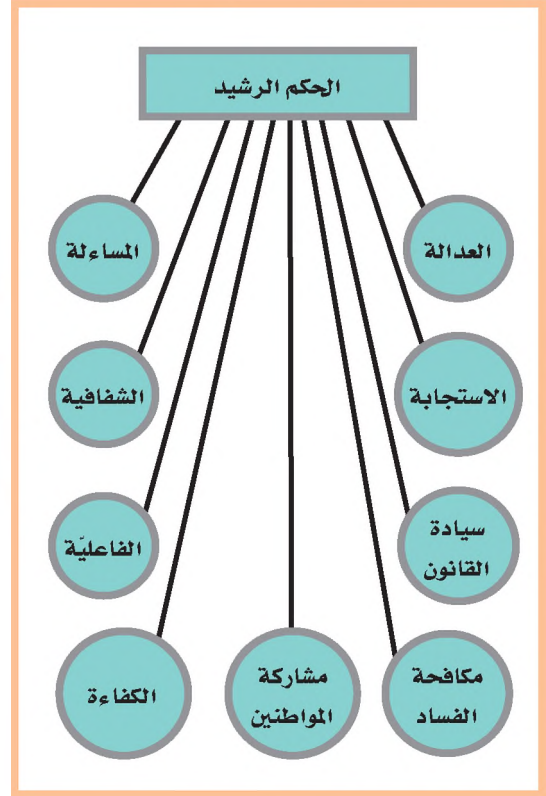 الحكم الرشيد
العدالة
المساءلة
الاستجابة
الشفافية
سيادة
القانون
الفاعليّة
مكافحة
الفساد
مشاركة
المواطنين
الكفاءة